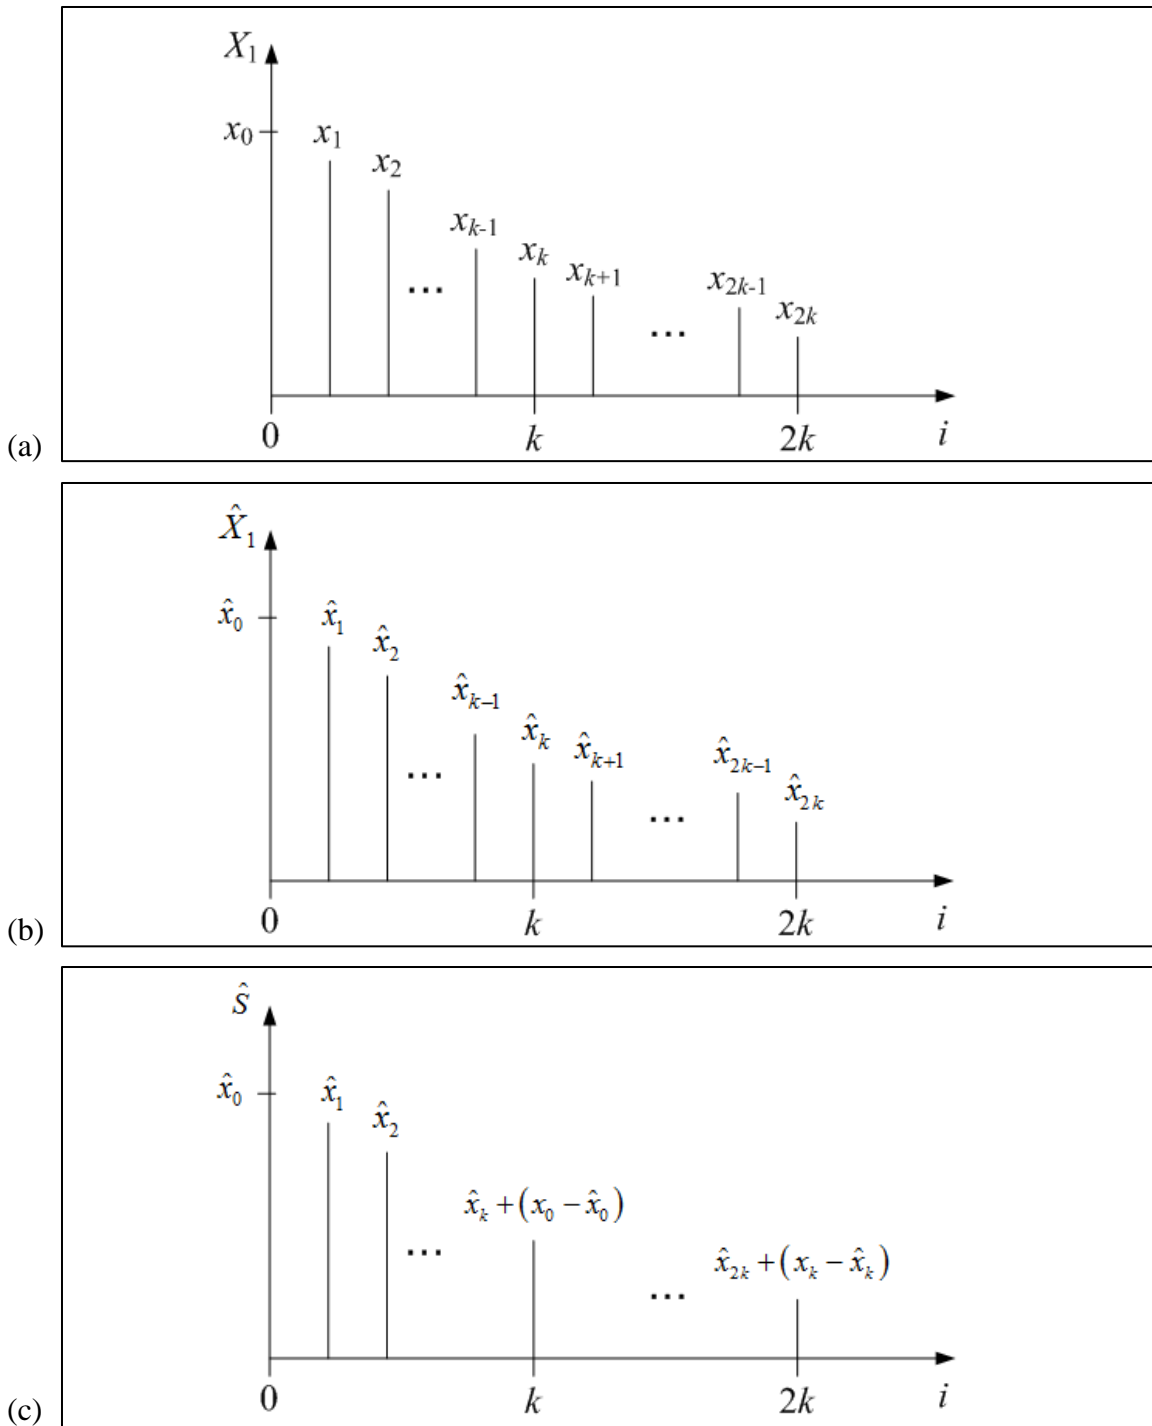 X₁
x₀
x₁
x₂
...
xₖ₋₁
xₖ
xₖ₊₁
...
x₂ₖ₋₁
x₂ₖ
0 k 2k i
(a)
X̂₁
x̂₀
x̂₁
x̂₂
...
x̂ₖ₋₁
x̂ₖ
x̂ₖ₊₁
...
x̂₂ₖ₋₁
x̂₂ₖ
0 k 2k i
(b)
Ŝ
x̂₀
x̂₁
x̂₂
...
x̂ₖ + (x₀ − x̂₀)
...
x̂₂ₖ + (xₖ − x̂ₖ)
0 k 2k i
(c)